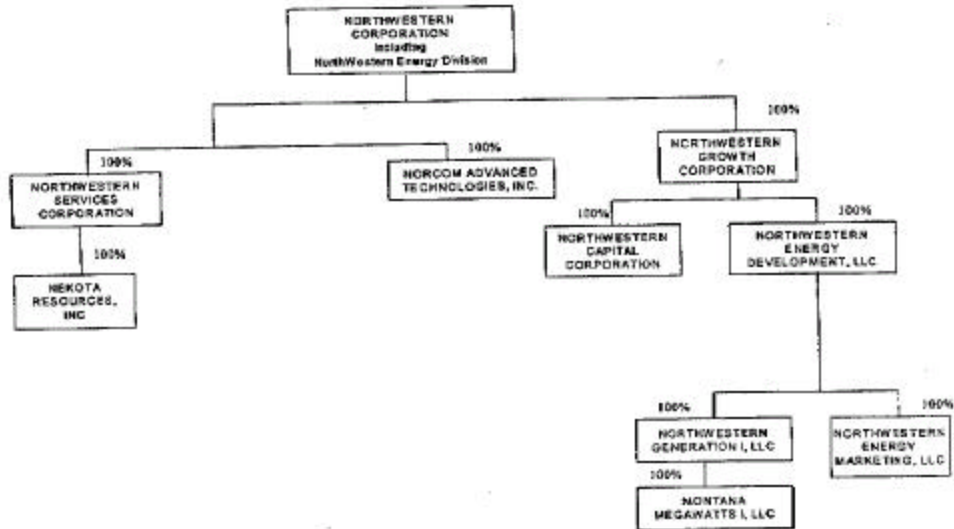 NORTHWESTERN
CORPORATION
Including
NorthWestern Energy Division
100%
100%
100%
NORTHWESTERN
GROWTH
CORPORATION
NORCOM ADVANCED
TECHNOLOGIES, INC.
NORTHWESTERN
SERVICES
CORPORATION
100%
100%
NORTHWESTERN
CAPITAL
CORPORATION
NORTHWESTERN
ENERGY
DEVELOPMENT, LLC
100%
NEKOTA
RESOURCES,
INC
100%
100%
NORTHWESTERN
GENERATION I, LLC
NORTHWESTERN
ENERGY
MARKETING, LLC
100%
MONTANA
MEGAWATTS I, LLC